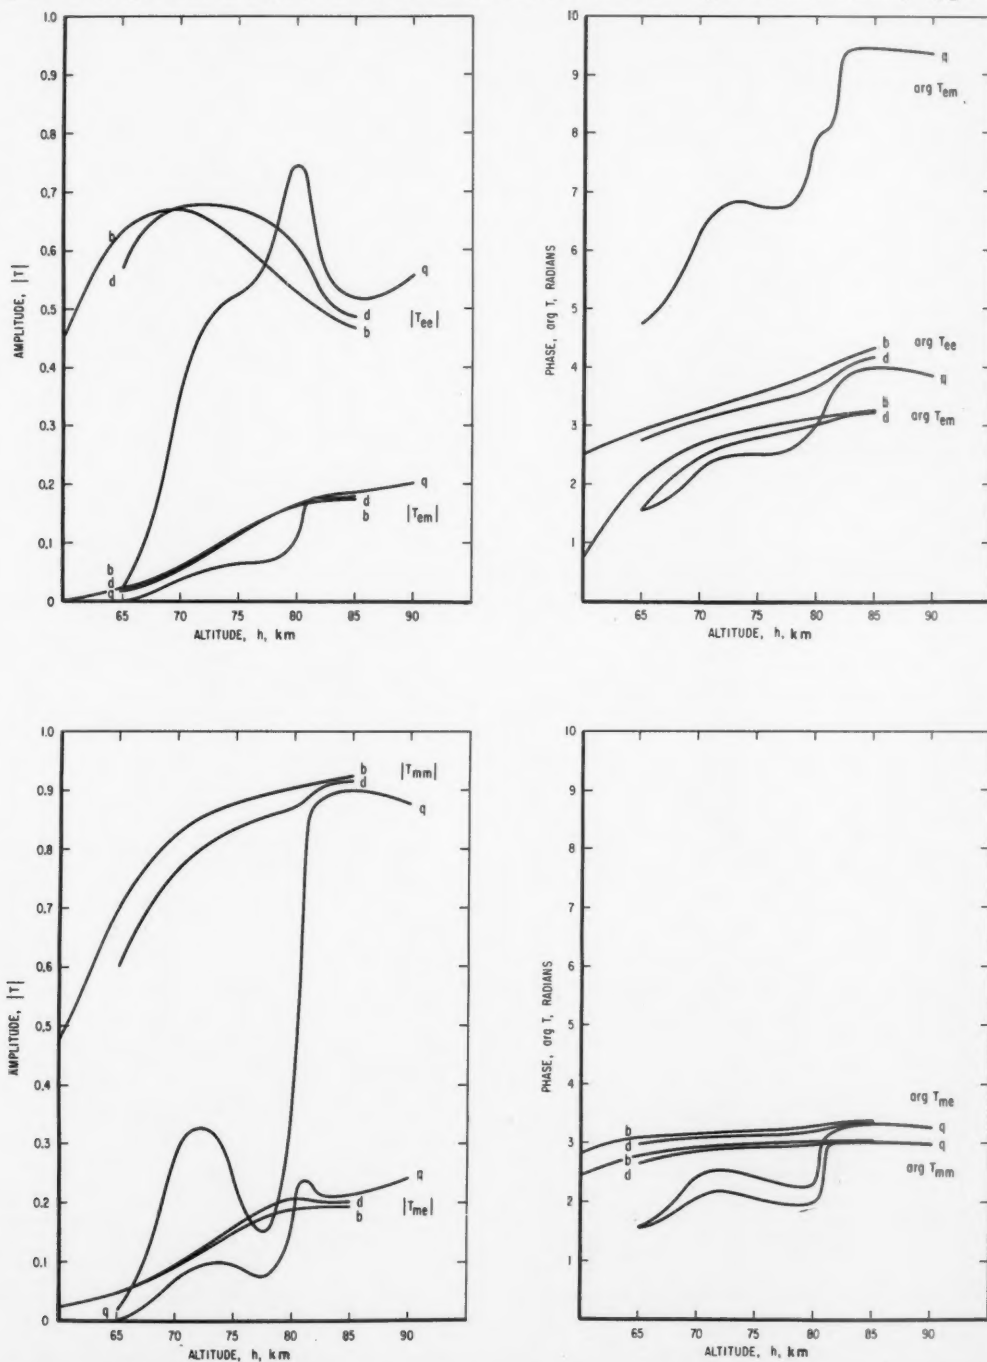 1.0
0.9
0.8
0.7
0.6
0.5
0.4
0.3
0.2
0.1
0
AMPLITUDE, |T|
b
d
q
d
|Tee|
b
q
d
|Tem|
b
b
d
q
65 70 75 80 85 90
ALTITUDE, h, km
10
9
8
7
6
5
4
3
2
1
PHASE, arg T, RADIANS
q
arg Tem
b arg Tee
d
q
b
d arg Tem
65 70 75 80 85 90
ALTITUDE, h, km
1.0
0.9
0.8
0.7
0.6
0.5
0.4
0.3
0.2
0.1
0
AMPLITUDE, |T|
b |Tmm|
d
q
q
d |Tme|
b
q
65 70 75 80 85 90
ALTITUDE, h, km
10
9
8
7
6
5
4
3
2
1
PHASE, arg T, RADIANS
arg Tme
b
d
b
d
q
q
arg Tmm
65 70 75 80 85 90
ALTITUDE, h, km